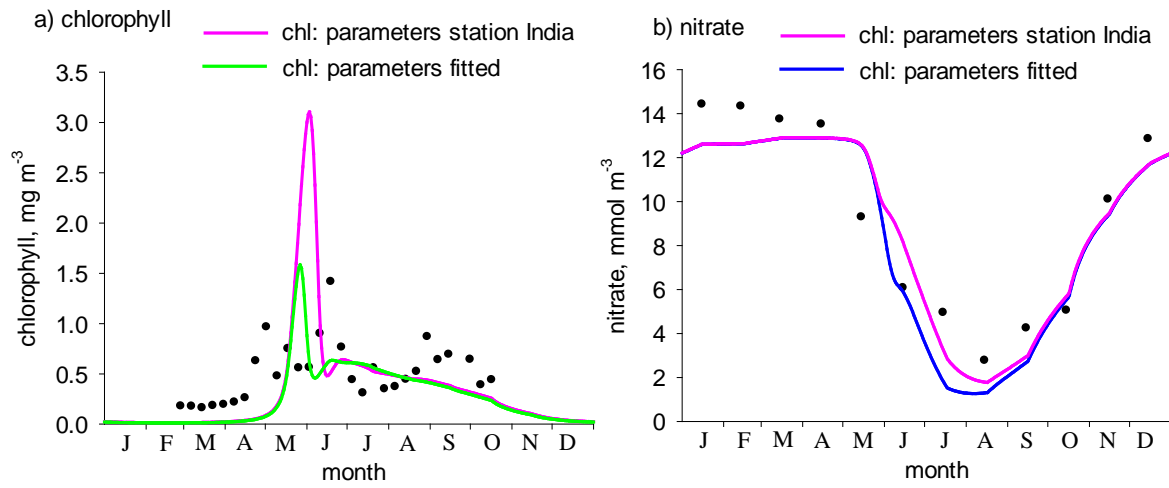 a) chlorophyll
chl: parameters station India
chl: parameters fitted
3.5
3.0
2.5
2.0
1.5
1.0
0.5
0.0
chlorophyll, mg m⁻³
J F M A M J J A S O N D
month
b) nitrate
chl: parameters station India
chl: parameters fitted
16
14
12
10
8
6
4
2
0
nitrate, mmol m⁻³
J F M A M J J A S O N D
month